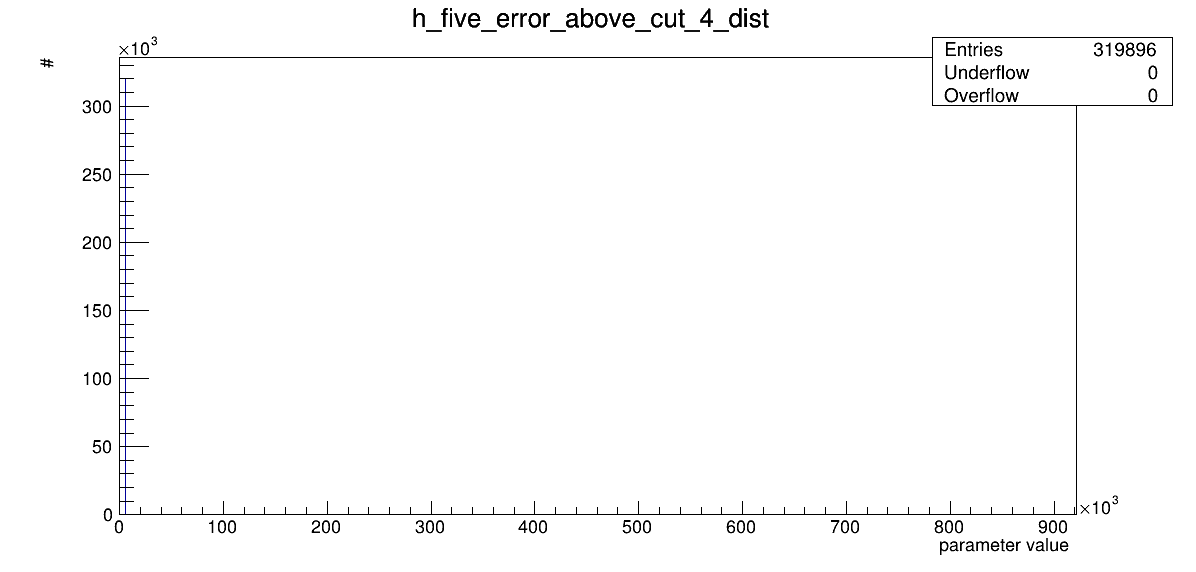 h_five_error_above_cut_4_dist
×10³
#
Entries 319896
Underflow 0
Overflow 0
300
250
200
150
100
50
0
0 100 200 300 400 500 600 700 800 900 ×10³
parameter value